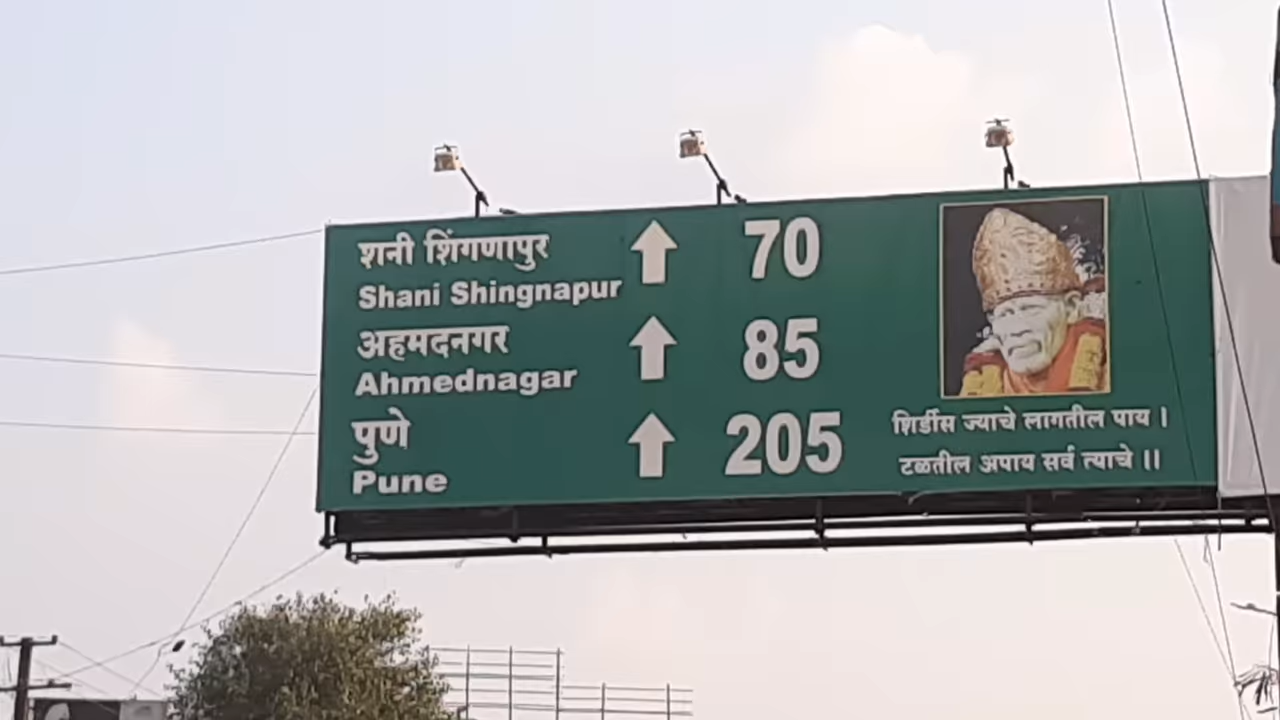 शनी शिंगणापुर 70
Shani Shingnapur
अहमदनगर 85
Ahmednagar
पुणे 205
Pune
शिर्डीस ज्याचे लागतील पाय ।
टळतील अपाय सर्व त्याचे ।।